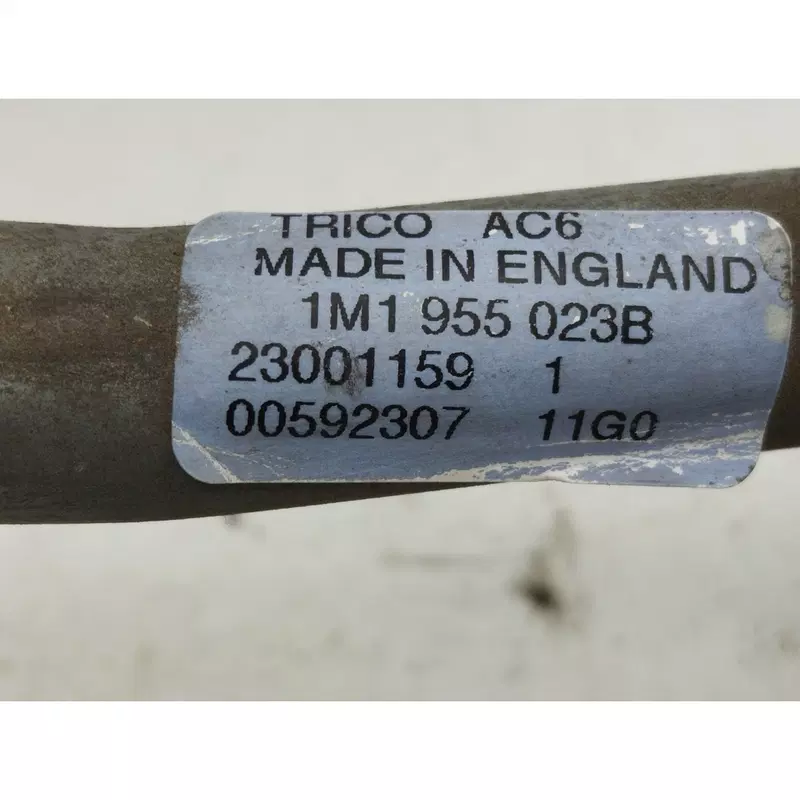 TRICO AC6
MADE IN ENGLAND
1M1 955 023B
23001159 1
00592307 11G0